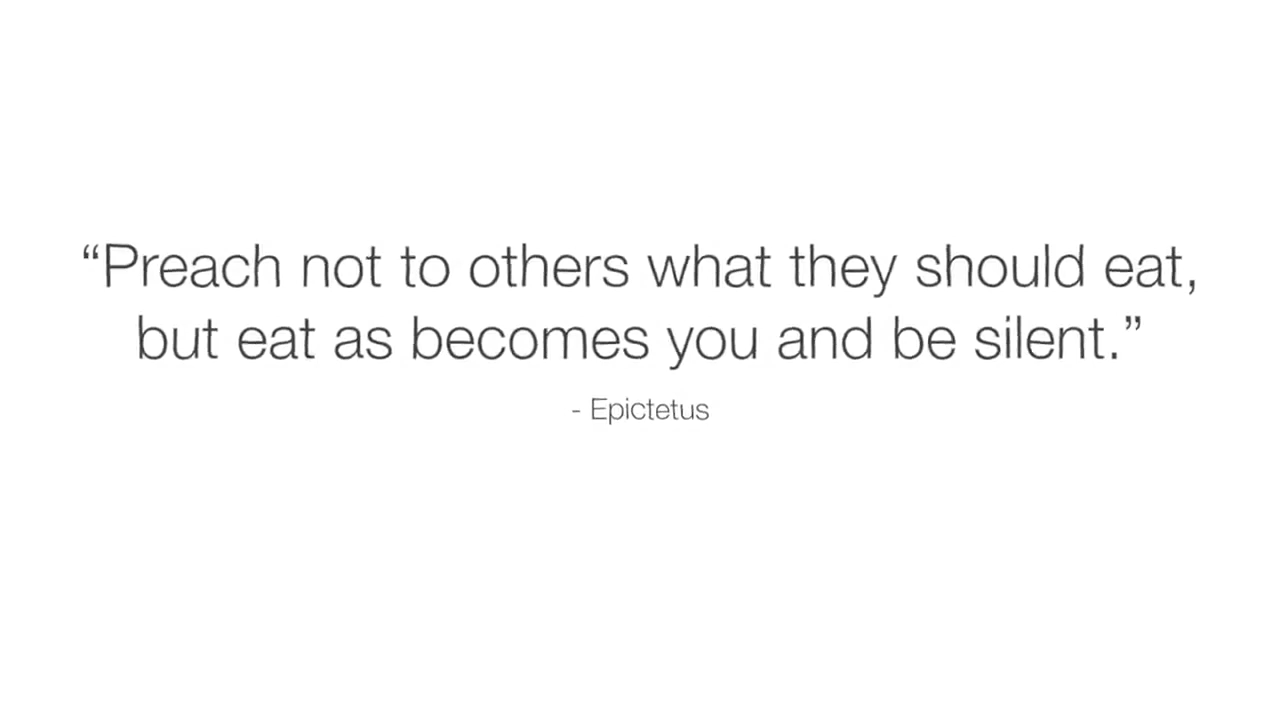 “Preach not to others what they should eat,
but eat as becomes you and be silent.”
- Epictetus